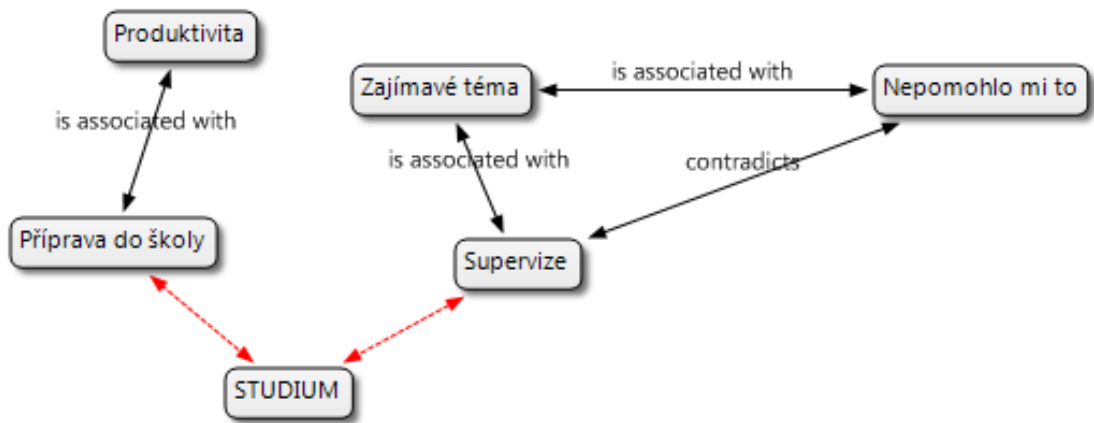 Produktivita
is associated with
Zajímavé téma
Nepomohlo mi to
is associated with
is associated with
contradicts
Příprava do školy
Supervize
STUDIUM